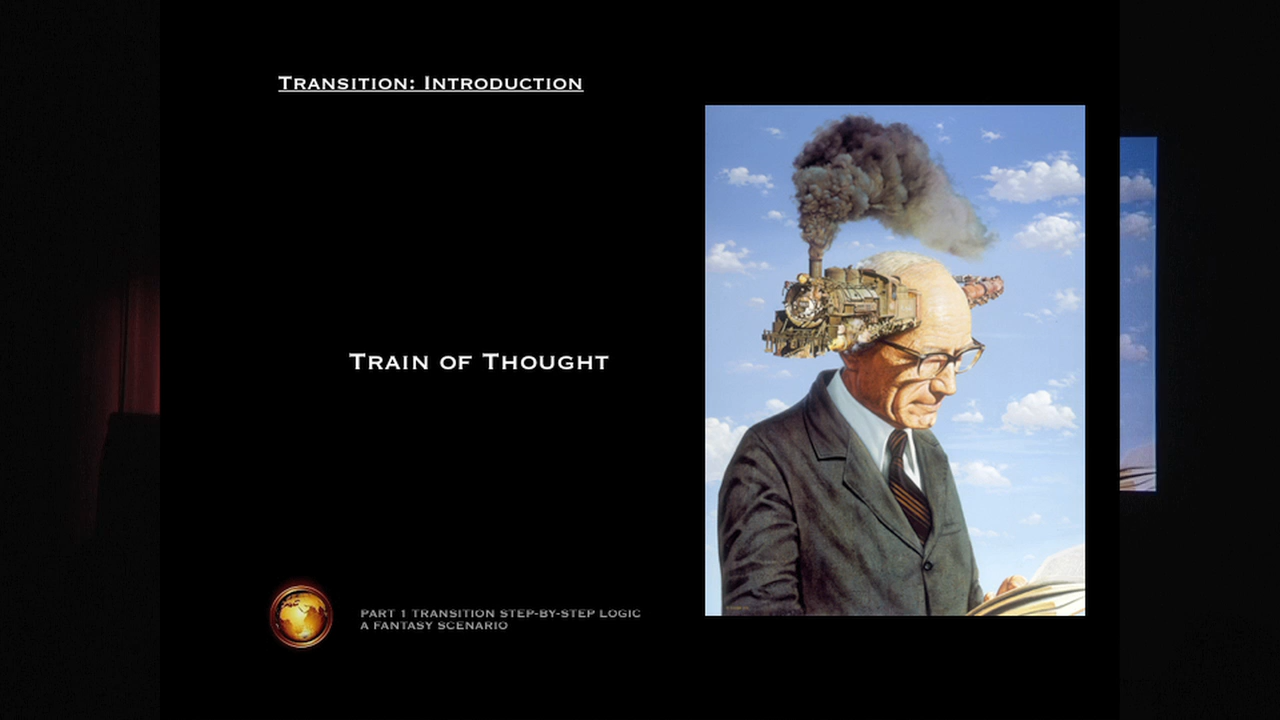 Transition: Introduction
Train of Thought
PART 1 TRANSITION STEP-BY-STEP LOGIC
A FANTASY SCENARIO